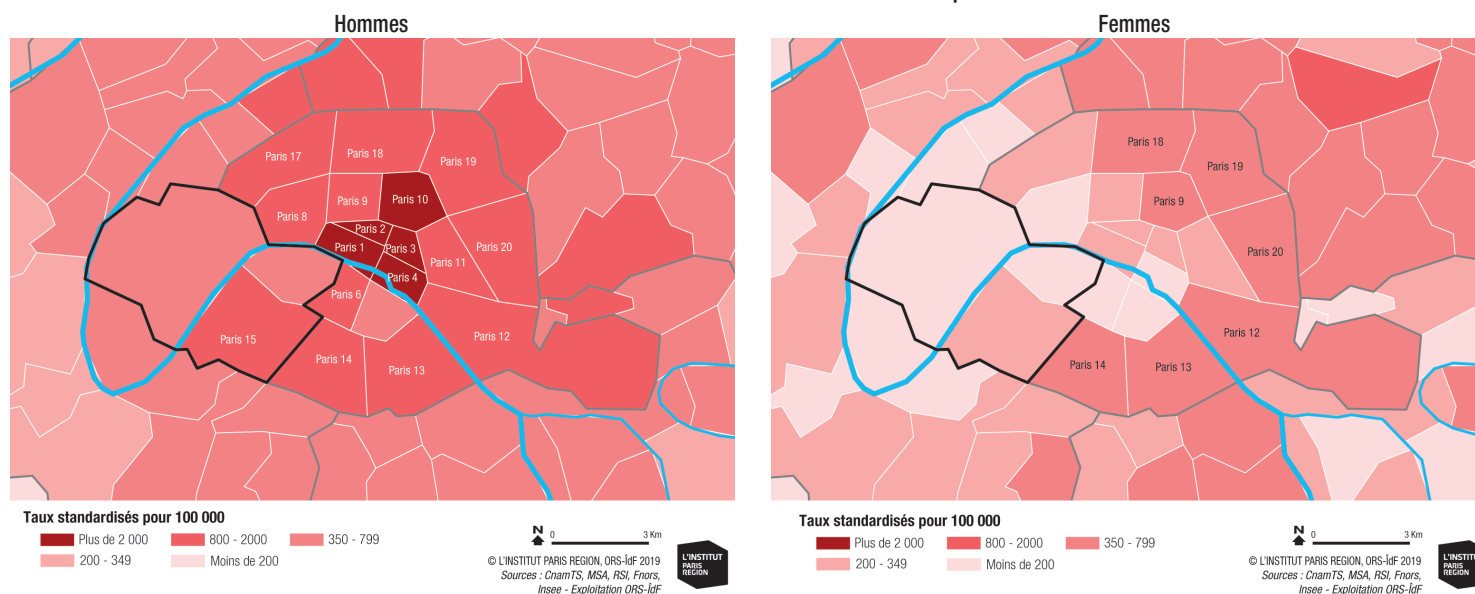 Hommes
Paris 17
Paris 18
Paris 19
Paris 8
Paris 9
Paris 10
Paris 2
Paris 1
Paris 3
Paris 4
Paris 11
Paris 20
Paris 6
Paris 15
Paris 12
Paris 14
Paris 13
Taux standardisés pour 100 000
Plus de 2 000
800 - 2000
350 - 799
200 - 349
Moins de 200
N
0 3 Km
© L'INSTITUT PARIS REGION, ORS-ÎdF 2019
Sources : CnamTS, MSA, RSI, Fnors,
Insee - Exploitation ORS-ÎdF
L'INSTITUT
PARIS
REGION
Femmes
Paris 18
Paris 19
Paris 9
Paris 20
Paris 12
Paris 14
Paris 13
Taux standardisés pour 100 000
Plus de 2 000
800 - 2000
350 - 799
200 - 349
Moins de 200
N
0 3 Km
© L'INSTITUT PARIS REGION, ORS-ÎdF 2019
Sources : CnamTS, MSA, RSI, Fnors,
Insee - Exploitation ORS-ÎdF
PARIS
REGION